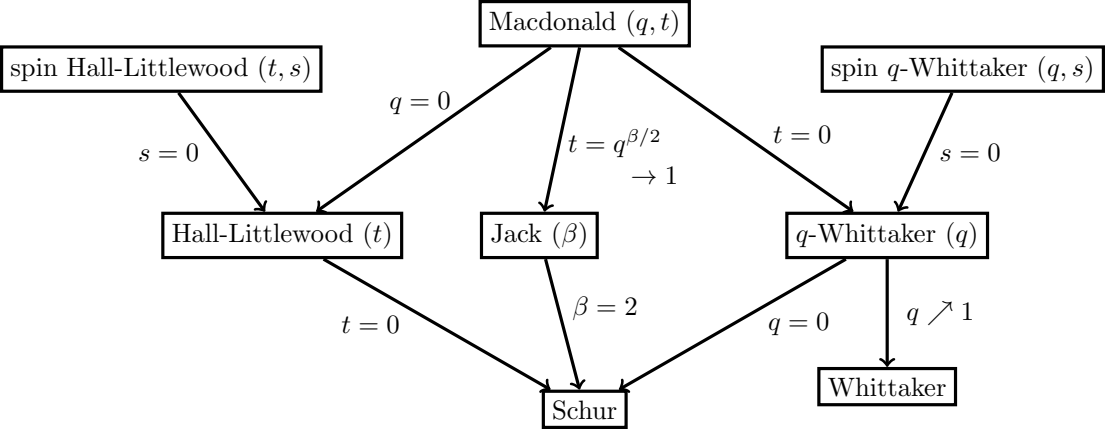 Macdonald (q, t)
spin Hall-Littlewood (t, s)
spin q-Whittaker (q, s)
q = 0
t = q^{β/2}
→ 1
t = 0
s = 0
s = 0
Hall-Littlewood (t)
Jack (β)
q-Whittaker (q)
t = 0
β = 2
q = 0
q ↗ 1
Whittaker
Schur